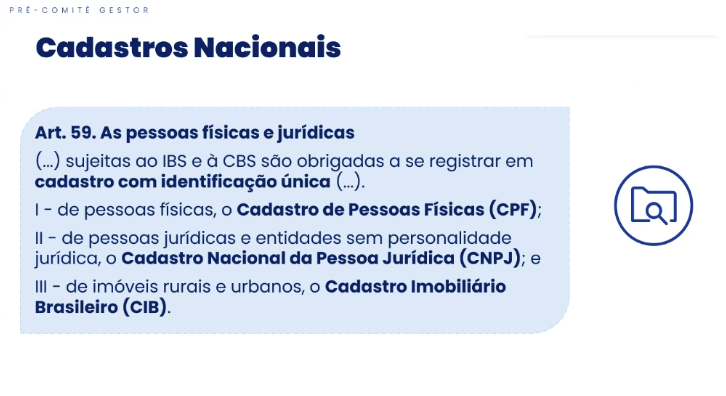 PRÉ-COMITÊ GESTOR
Cadastros Nacionais
Art. 59. As pessoas físicas e jurídicas
(...) sujeitas ao IBS e à CBS são obrigadas a se registrar em
cadastro com identificação única (...).
I - de pessoas físicas, o Cadastro de Pessoas Físicas (CPF);
II - de pessoas jurídicas e entidades sem personalidade
jurídica, o Cadastro Nacional da Pessoa Jurídica (CNPJ); e
III - de imóveis rurais e urbanos, o Cadastro Imobiliário
Brasileiro (CIB).